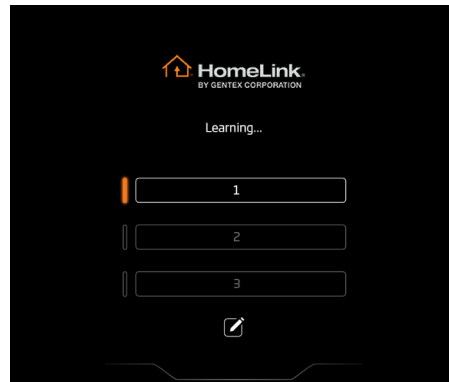 HomeLink.
BY GENTEX CORPORATION
Learning...
1
2
3